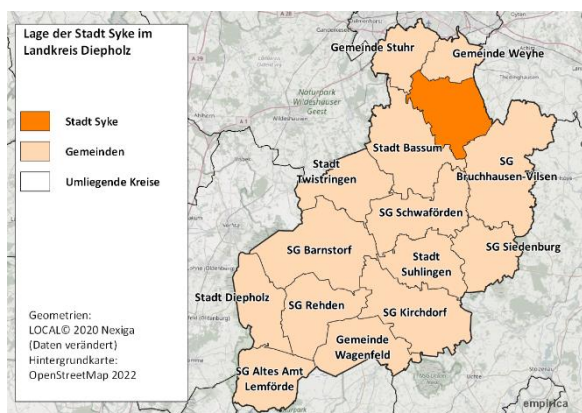 Lage der Stadt Syke im
Landkreis Diepholz
Stadt Syke
Gemeinden
Umliegende Kreise
Geometrien:
LOCAL© 2020 Nexiga
(Daten verändert)
Hintergrundkarte:
OpenStreetMap 2022
Gemeinde Stuhr
Gemeinde Weyhe
Naturpark
Wildeshauser
Geest
Wildeshausen
Stadt Bassum
Stadt
Twistringen
SG
Bruchhausen-Vilsen
SG Schwaförden
SG Barnstorf
Stadt
Suhlingen
SG Siedenburg
Stadt Diepholz
SG Rehden
SG Kirchdorf
Gemeinde
Wagenfeld
SG Altes Amt
Lemförde
empirica